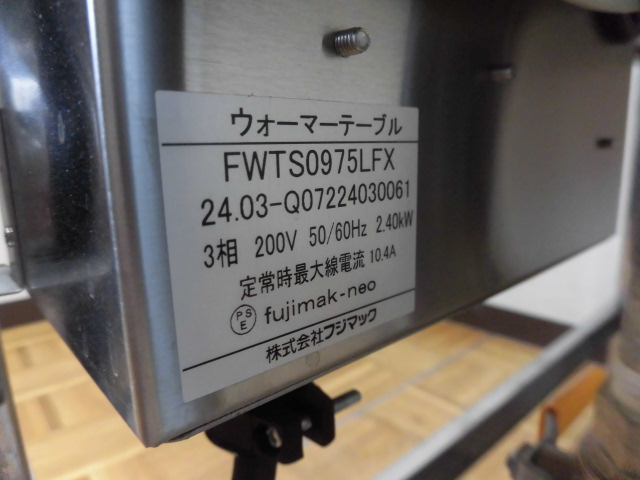 ウォーマーテーブル
FWTS0975LFX
24.03-Q07224030061
3相 200V 50/60Hz 2.40kW
定常時最大線電流 10.4A
PS E fujimak-neo
株式会社フジマック